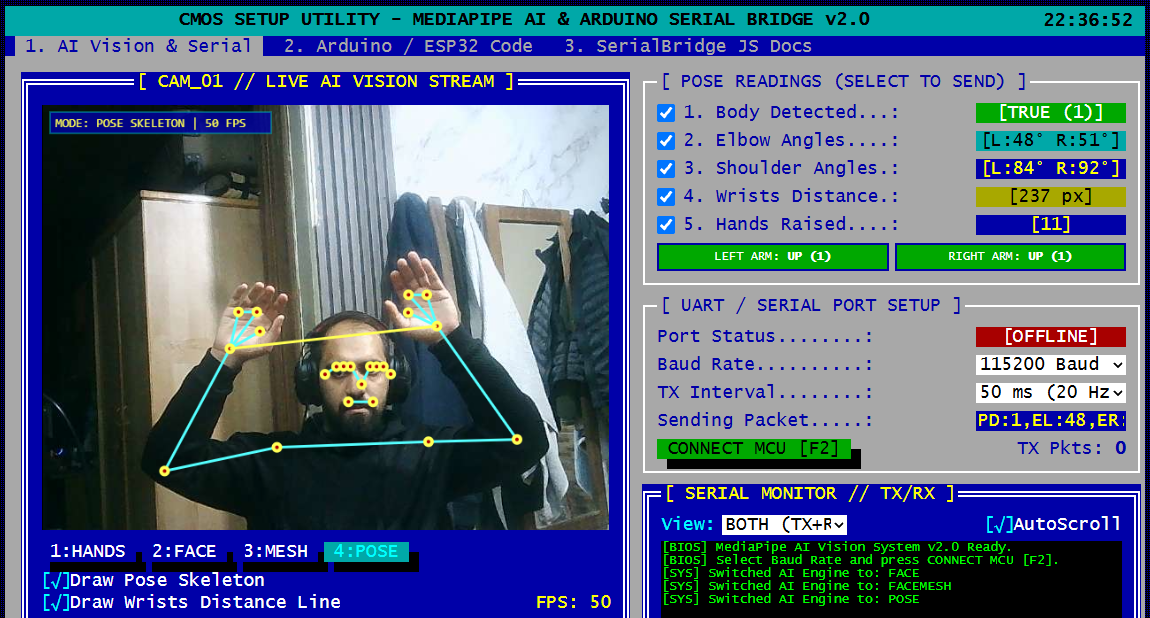 CMOS SETUP UTILITY - MEDIAPIPE AI & ARDUINO SERIAL BRIDGE v2.0 22:36:52
1. AI Vision & Serial 2. Arduino / ESP32 Code 3. SerialBridge JS Docs
[ CAM_01 // LIVE AI VISION STREAM ]
MODE: POSE SKELETON | 50 FPS
1:HANDS 2:FACE 3:MESH 4:POSE
[√]Draw Pose Skeleton
[√]Draw Wrists Distance Line FPS: 50
[ POSE READINGS (SELECT TO SEND) ]
1. Body Detected...: [TRUE (1)]
2. Elbow Angles....: [L:48° R:51°]
3. Shoulder Angles.: [L:84° R:92°]
4. Wrists Distance.: [237 px]
5. Hands Raised....: [11]
LEFT ARM: UP (1) RIGHT ARM: UP (1)
[ UART / SERIAL PORT SETUP ]
Port Status........: [OFFLINE]
Baud Rate..........: 115200 Baud
TX Interval........: 50 ms (20 Hz
Sending Packet.....: PD:1,EL:48,ER:
CONNECT MCU [F2] TX Pkts: 0
[ SERIAL MONITOR // TX/RX ]
View: BOTH (TX+R [√]AutoScroll
[BIOS] MediaPipe AI Vision System v2.0 Ready.
[BIOS] Select Baud Rate and press CONNECT MCU [F2].
[SYS] Switched AI Engine to: FACE
[SYS] Switched AI Engine to: FACEMESH
[SYS] Switched AI Engine to: POSE